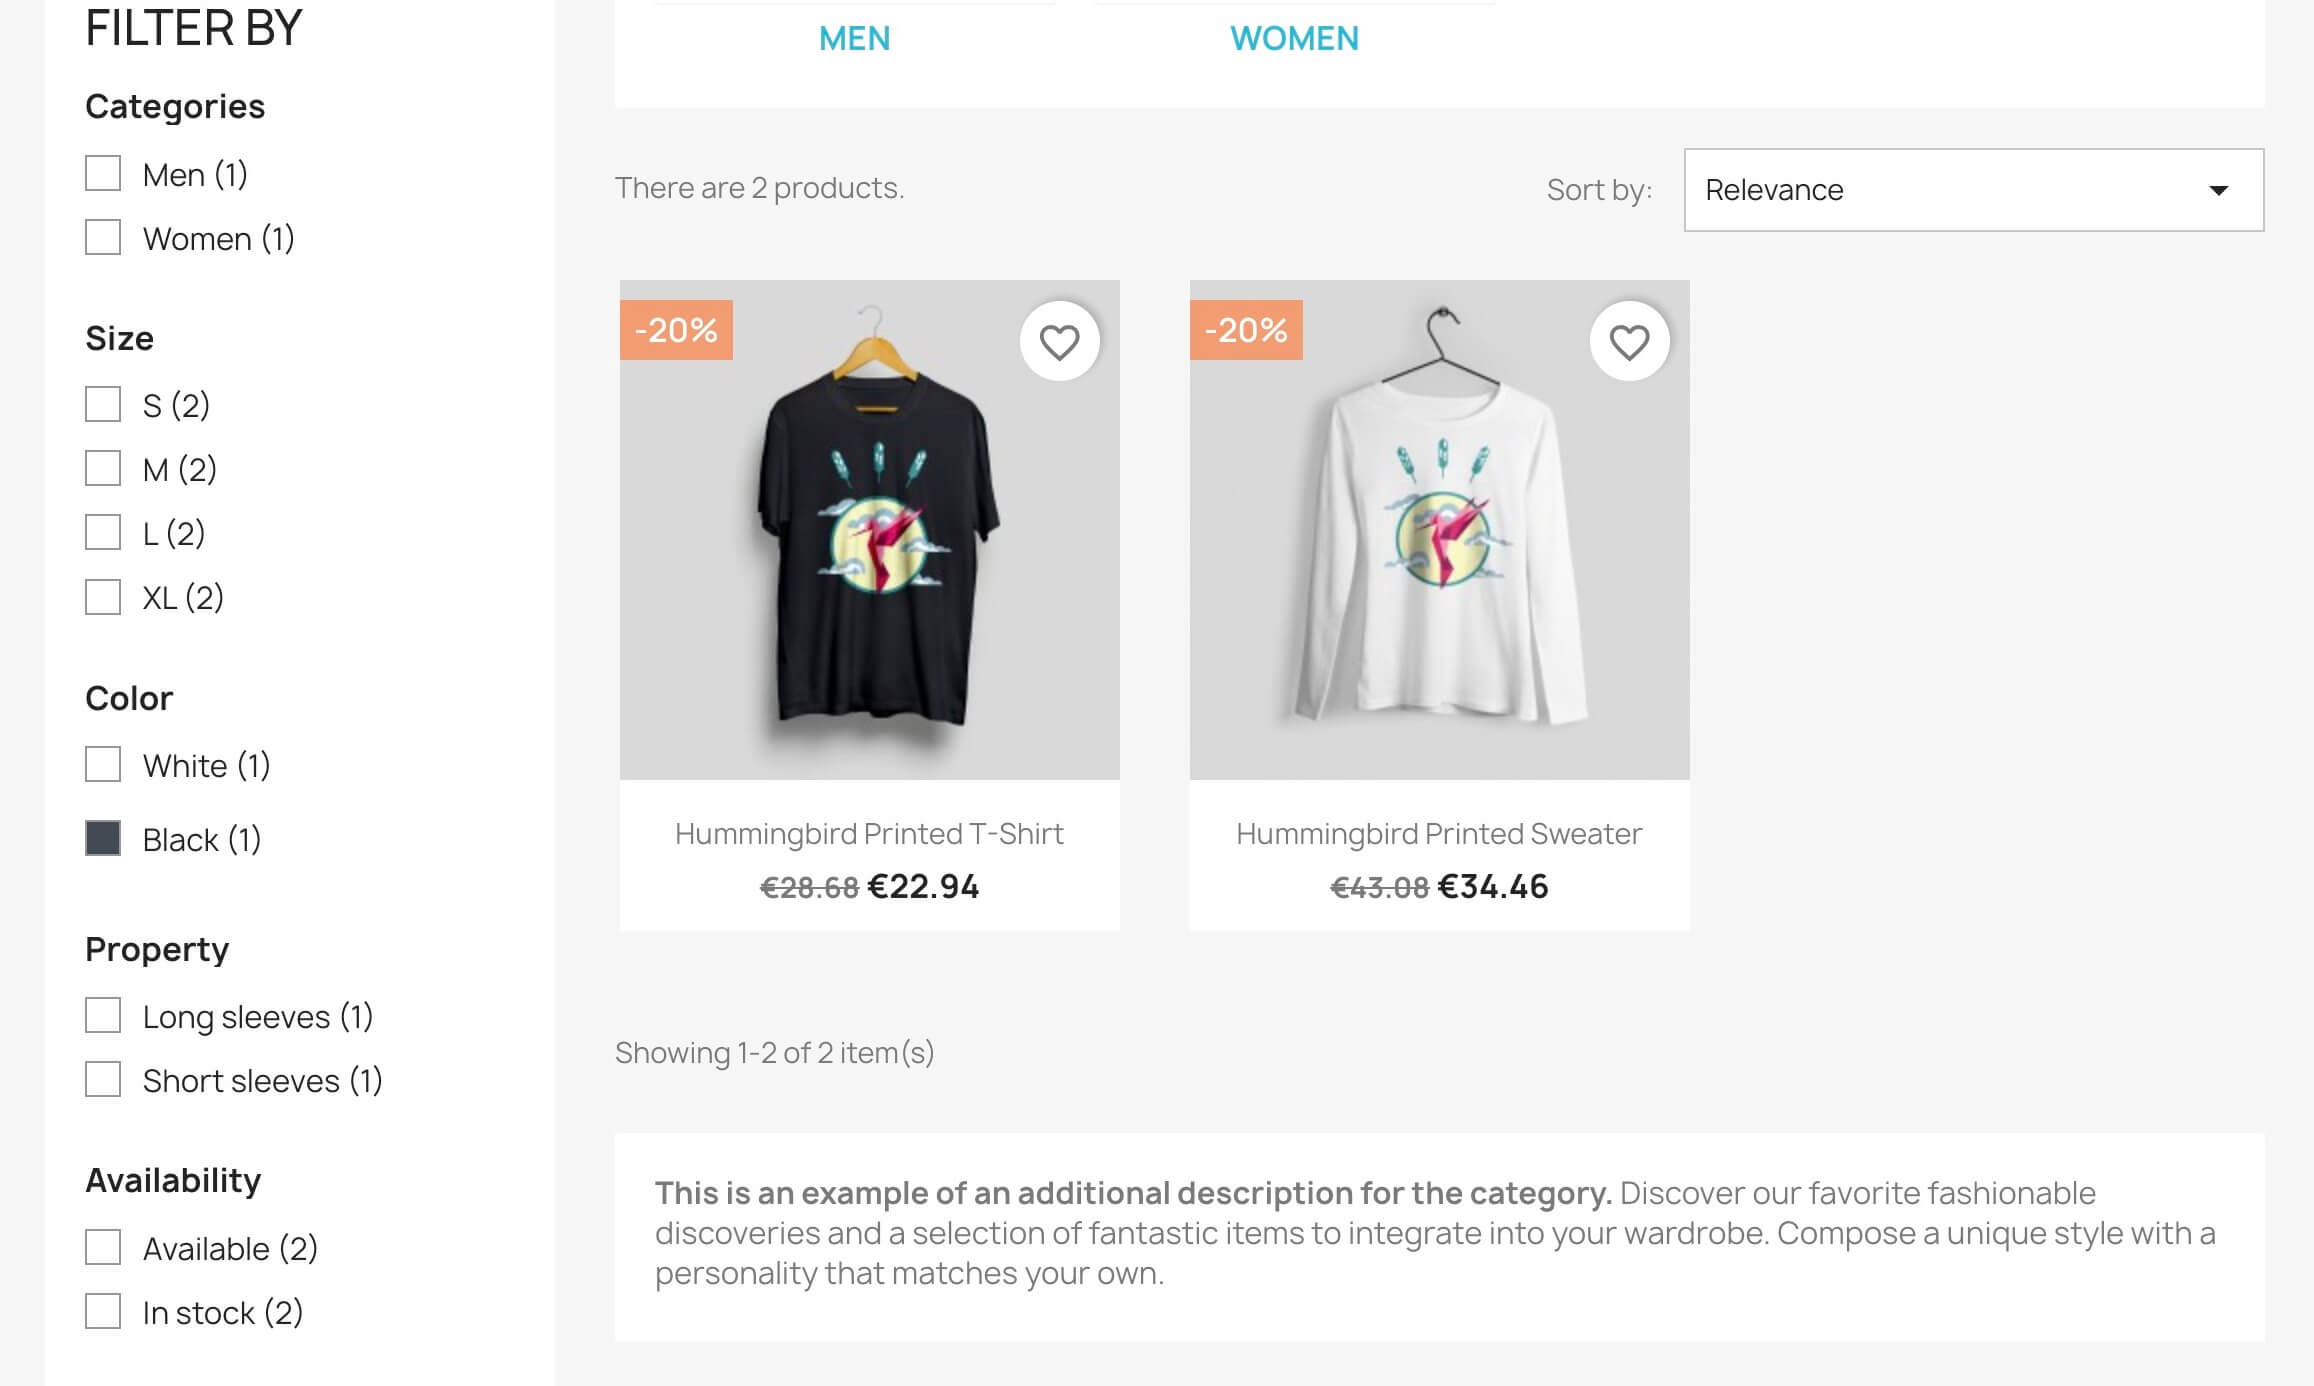 FILTER BY
Categories
Men (1)
Women (1)
Size
S (2)
M (2)
L (2)
XL (2)
Color
White (1)
Black (1)
Property
Long sleeves (1)
Short sleeves (1)
Availability
Available (2)
In stock (2)
MEN
WOMEN
There are 2 products.
Sort by:
Relevance
-20%
Hummingbird Printed T-Shirt
€28.68 €22.94
-20%
Hummingbird Printed Sweater
€43.08 €34.46
Showing 1-2 of 2 item(s)
This is an example of an additional description for the category. Discover our favorite fashionable
discoveries and a selection of fantastic items to integrate into your wardrobe. Compose a unique style with a
personality that matches your own.